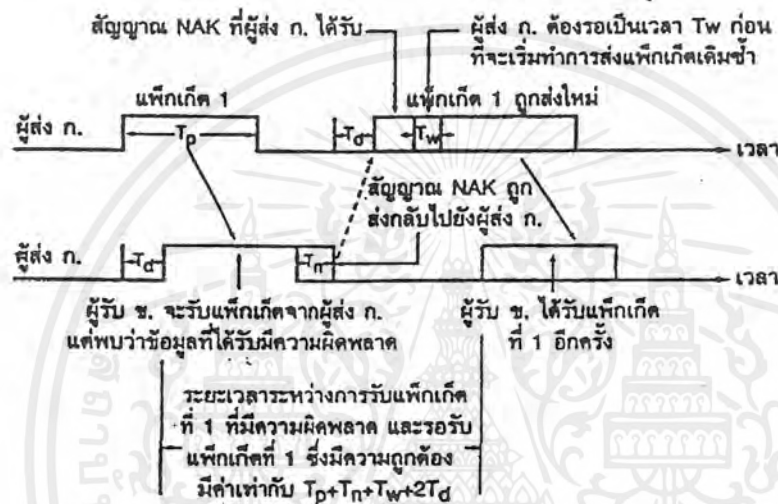 สัญญาณ NAK ที่ผู้ส่ง ก. ได้รับ
ผู้ส่ง ก. ต้องรอเป็นเวลา Tw ก่อน
ที่จะเริ่มทำการส่งแพ็กเก็ตเดิมซ้ำ
แพ็กเก็ต 1
แพ็กเก็ต 1 ถูกส่งใหม่
ผู้ส่ง ก.
Tp
Td
Tw
เวลา
สัญญาณ NAK ถูก
ส่งกลับไปยังผู้ส่ง ก.
ผู้ส่ง ก.
Td
Tn
เวลา
ผู้รับ ข. จะรับแพ็กเก็ตจากผู้ส่ง ก.
แต่พบว่าข้อมูลที่ได้รับมีความผิดพลาด
ผู้รับ ข. ได้รับแพ็กเก็ต
ที่ 1 อีกครั้ง
ระยะเวลาระหว่างการรับแพ็กเก็ต
ที่ 1 ที่มีความผิดพลาด และรอรับ
แพ็กเก็ตที่ 1 ซึ่งมีความถูกต้อง
มีค่าเท่ากับ Tp+Tn+Tw+2Td